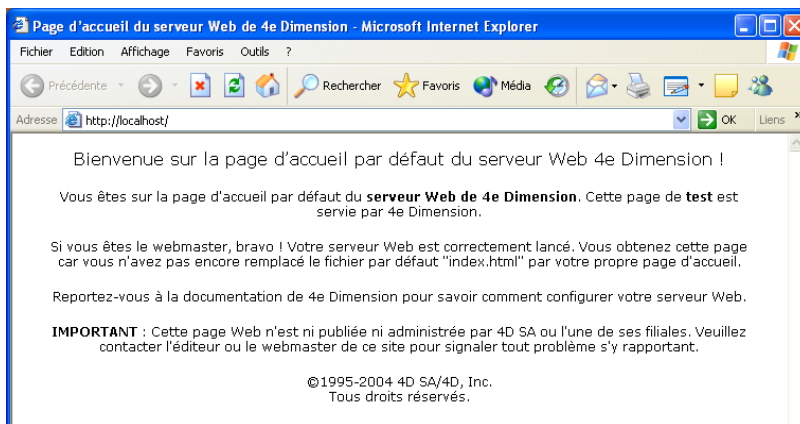 Page d'accueil du serveur Web de 4e Dimension - Microsoft Internet Explorer
Fichier Edition Affichage Favoris Outils ?
Précédente Rechercher Favoris Média
Adresse http://localhost/ OK Liens »
Bienvenue sur la page d'accueil par défaut du serveur Web 4e Dimension !
Vous êtes sur la page d'accueil par défaut du serveur Web de 4e Dimension. Cette page de test est
servie par 4e Dimension.
Si vous êtes le webmaster, bravo ! Votre serveur Web est correctement lancé. Vous obtenez cette page
car vous n'avez pas encore remplacé le fichier par défaut "index.html" par votre propre page d'accueil.
Reportez-vous à la documentation de 4e Dimension pour savoir comment configurer votre serveur Web.
IMPORTANT : Cette page Web n'est ni publiée ni administrée par 4D SA ou l'une de ses filiales. Veuillez
contacter l'éditeur ou le webmaster de ce site pour signaler tout problème s'y rapportant.
©1995-2004 4D SA/4D, Inc.
Tous droits réservés.